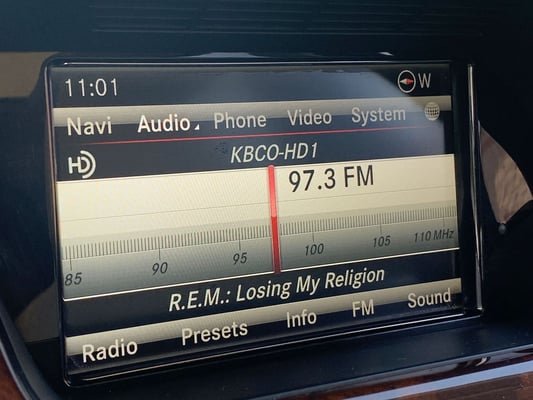 11:01 W
Navi Audio Phone Video System
HD KBCO-HD1
97.3 FM
85 90 95 100 105 110 MHz
R.E.M.: Losing My Religion
Radio Presets Info FM Sound